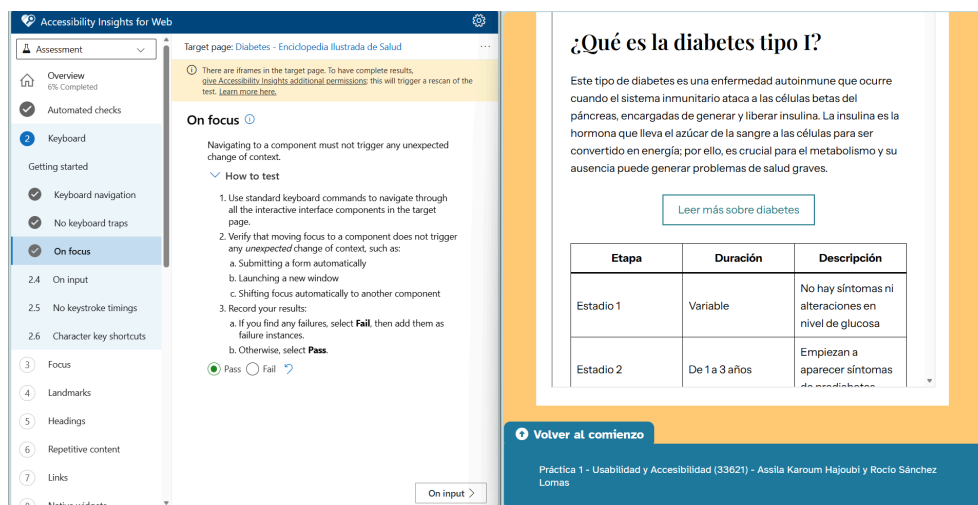 Accessibility Insights for Web
Assessment
Overview
6% Completed
Automated checks
2 Keyboard
Getting started
Keyboard navigation
No keyboard traps
On focus
2.4 On input
2.5 No keystroke timings
2.6 Character key shortcuts
3 Focus
4 Landmarks
5 Headings
6 Repetitive content
7 Links
8 Native widgets
Target page: Diabetes - Enciclopedia Ilustrada de Salud
There are iframes in the target page. To have complete results,
give Accessibility Insights additional permissions; this will trigger a rescan of the
test. Learn more here.
On focus
Navigating to a component must not trigger any unexpected
change of context.
How to test
1. Use standard keyboard commands to navigate through
all the interactive interface components in the target
page.
2. Verify that moving focus to a component does not trigger
any unexpected change of context, such as:
a. Submitting a form automatically
b. Launching a new window
c. Shifting focus automatically to another component
3. Record your results:
a. If you find any failures, select Fail, then add them as
failure instances.
b. Otherwise, select Pass.
Pass Fail
On input
¿Qué es la diabetes tipo I?
Este tipo de diabetes es una enfermedad autoinmune que ocurre
cuando el sistema inmunitario ataca a las células betas del
páncreas, encargadas de generar y liberar insulina. La insulina es la
hormona que lleva el azúcar de la sangre a las células para ser
convertido en energía; por ello, es crucial para el metabolismo y su
ausencia puede generar problemas de salud graves.
Leer más sobre diabetes
Etapa Duración Descripción
Estadio 1 Variable No hay síntomas ni
alteraciones en
nivel de glucosa
Estadio 2 De 1 a 3 años Empiezan a
aparecer síntomas
de prediabetes
Volver al comienzo
Práctica 1 - Usabilidad y Accesibilidad (33621) - Assila Karoum Hajoubi y Rocío Sánchez
Lomas